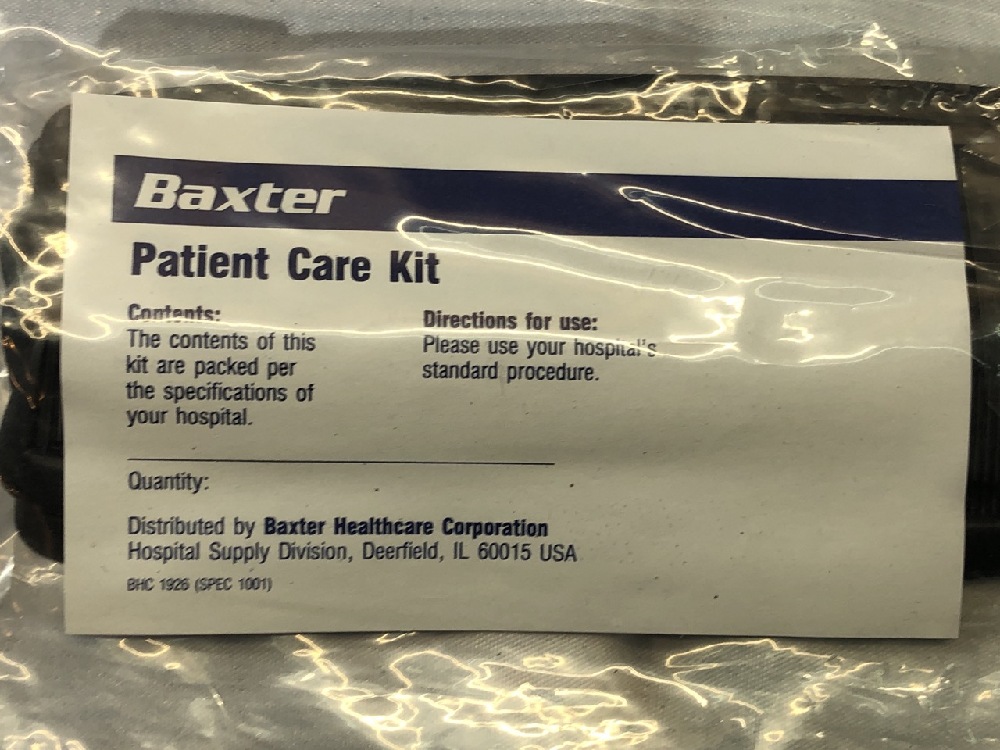 Baxter
Patient Care Kit
Contents:
The contents of this
kit are packed per
the specifications of
your hospital.
Directions for use:
Please use your hospital's
standard procedure.
Quantity:
Distributed by Baxter Healthcare Corporation
Hospital Supply Division, Deerfield, IL 60015 USA
BHC 1926 (SPEC 1001)